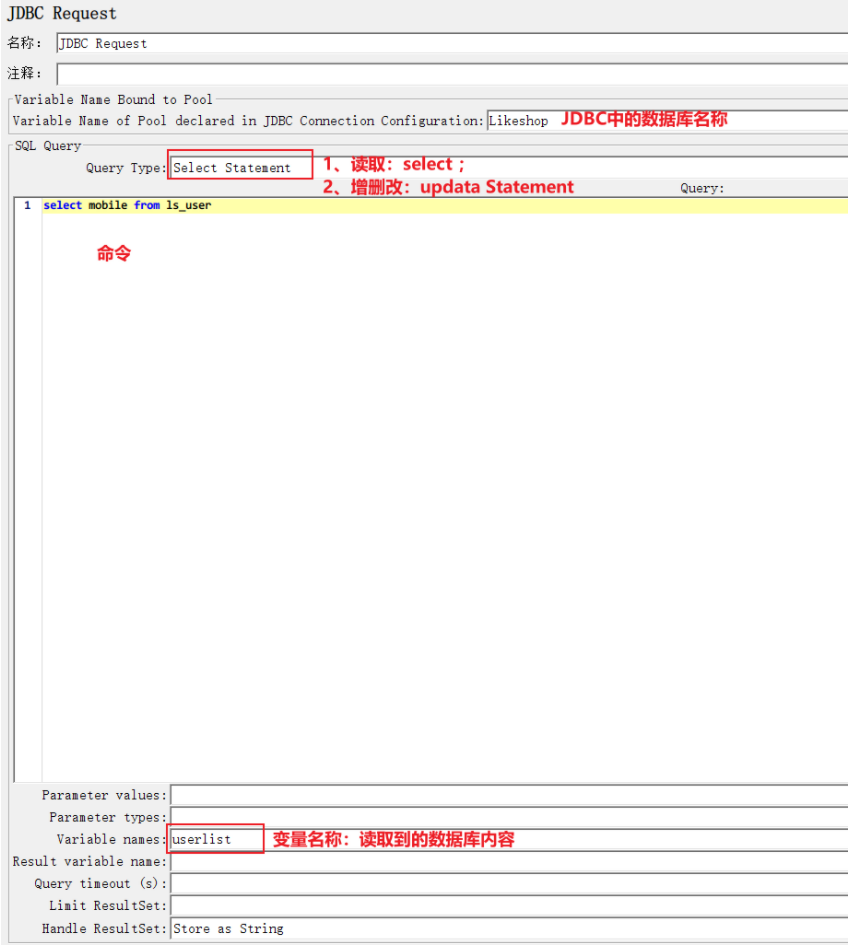 JDBC Request
名称： JDBC Request
注释：
Variable Name Bound to Pool
Variable Name of Pool declared in JDBC Connection Configuration: Likeshop JDBC中的数据库名称
SQL Query
Query Type: Select Statement 1、读取：select；
2、增删改：updata Statement
Query:
1 select mobile from ls_user
命令
Parameter values:
Parameter types:
Variable names: userlist 变量名称：读取到的数据库内容
Result variable name:
Query timeout (s):
Limit ResultSet:
Handle ResultSet: Store as String